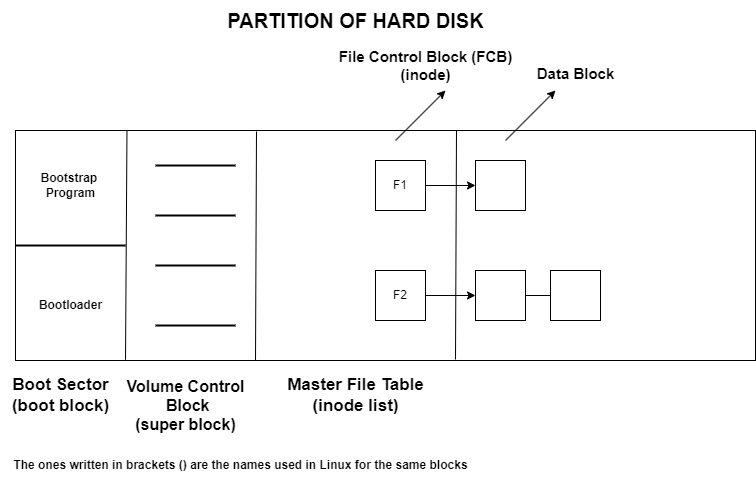 PARTITION OF HARD DISK
File Control Block (FCB)
(inode)
Data Block
Bootstrap
Program
F1
Bootloader
F2
Boot Sector
(boot block)
Volume Control
Block
(super block)
Master File Table
(inode list)
The ones written in brackets () are the names used in Linux for the same blocks